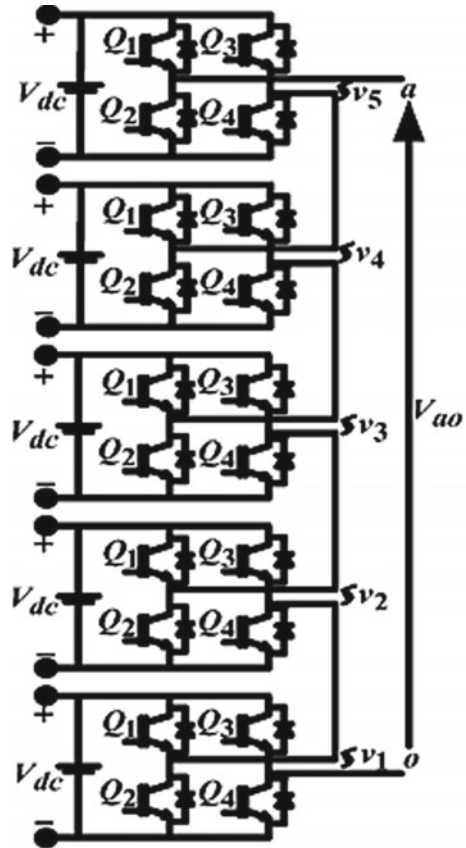 +
Q1 Q3
Vdc
Q2 Q4
v5 a
−
+
Q1 Q3
Vdc
v4
Q2 Q4
−
+
Q1 Q3
Vdc
v3
Vao
Q2 Q4
−
+
Q1 Q3
Vdc
v2
Q2 Q4
−
+
Q1 Q3
v1 o
Vdc
Q2 Q4
−